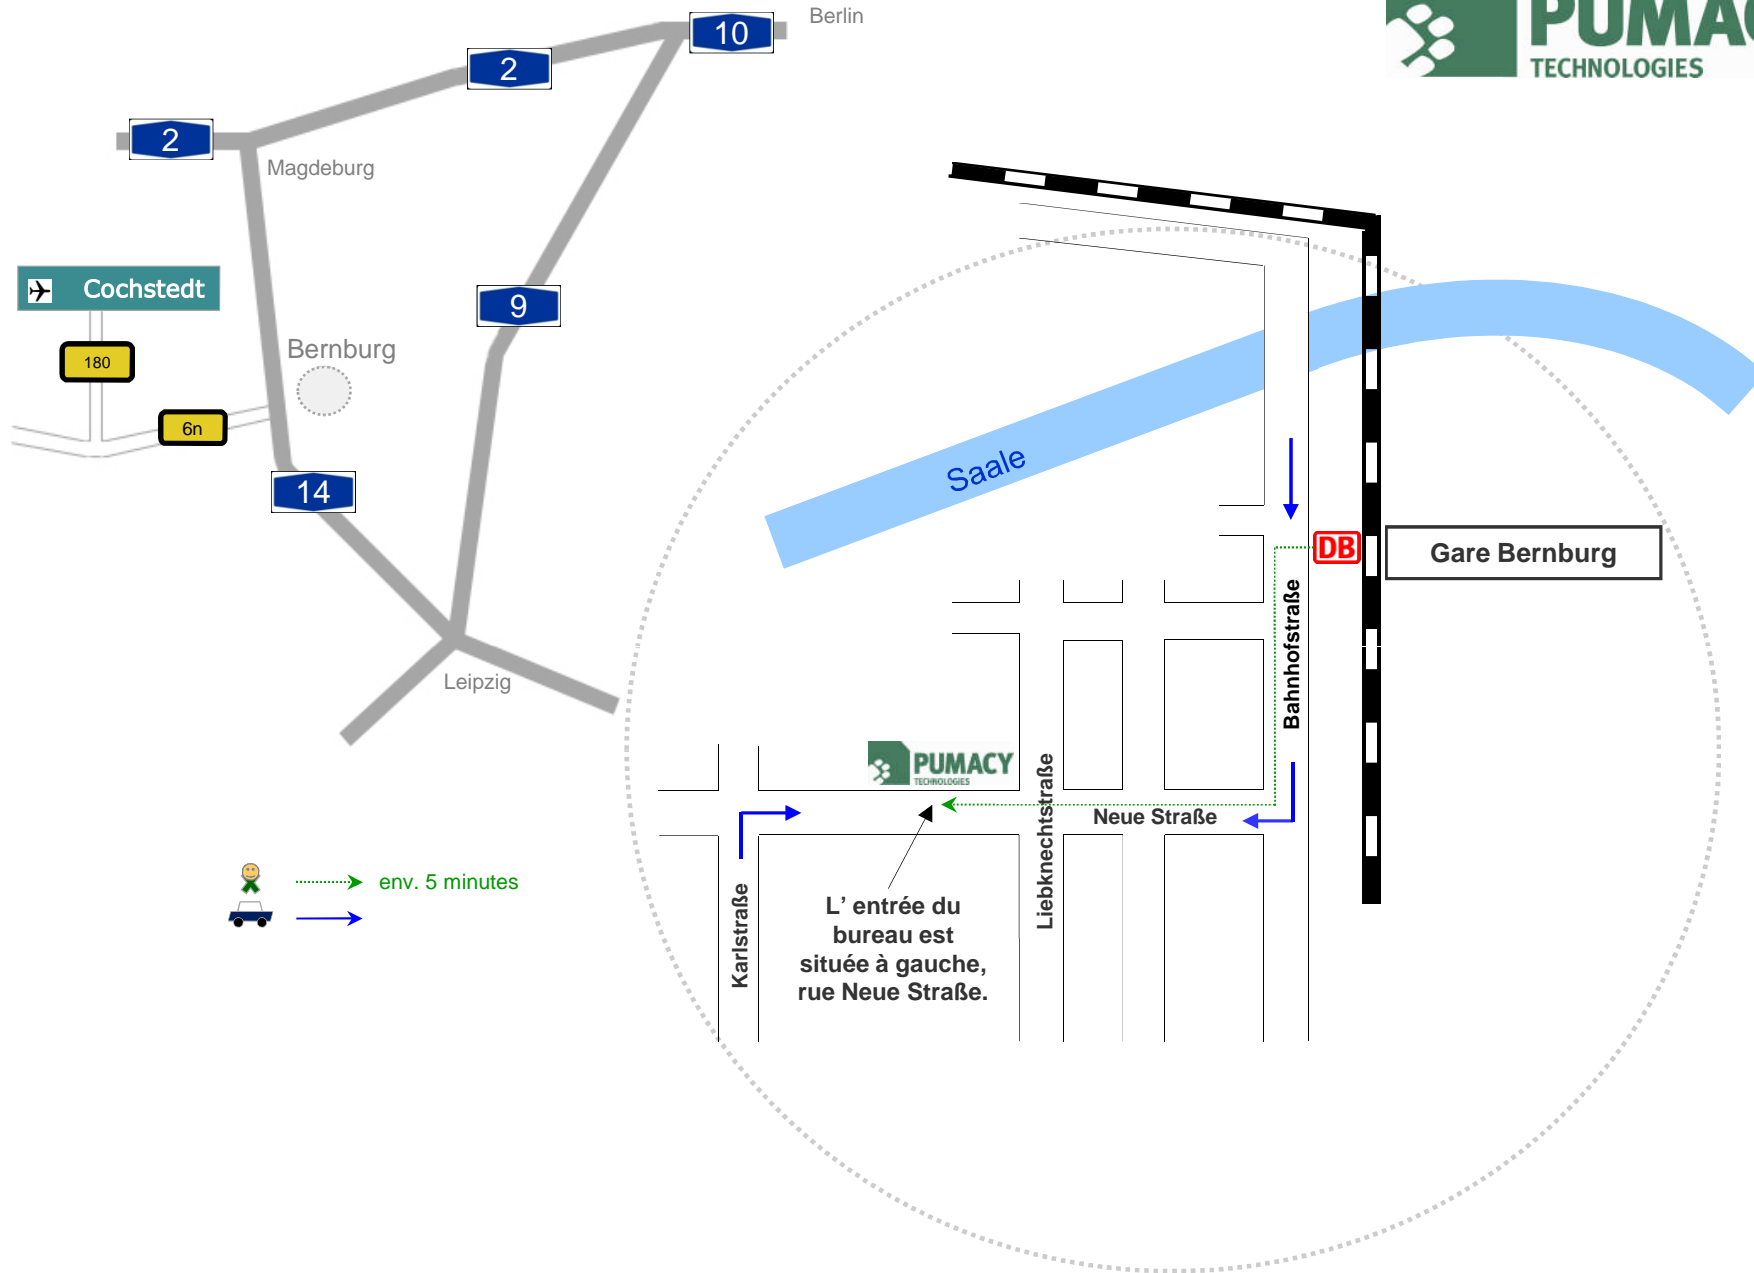 Berlin
10
2
2
Magdeburg
Cochstedt
180
6n
Bernburg
9
14
Leipzig
TECHNOLOGIES
Saale
DB
Gare Bernburg
Bahnhofstraße
PUMACY
TECHNOLOGIES
Liebknechtstraße
Neue Straße
Karlstraße
L' entrée du
bureau est
située à gauche,
rue Neue Straße.
env. 5 minutes